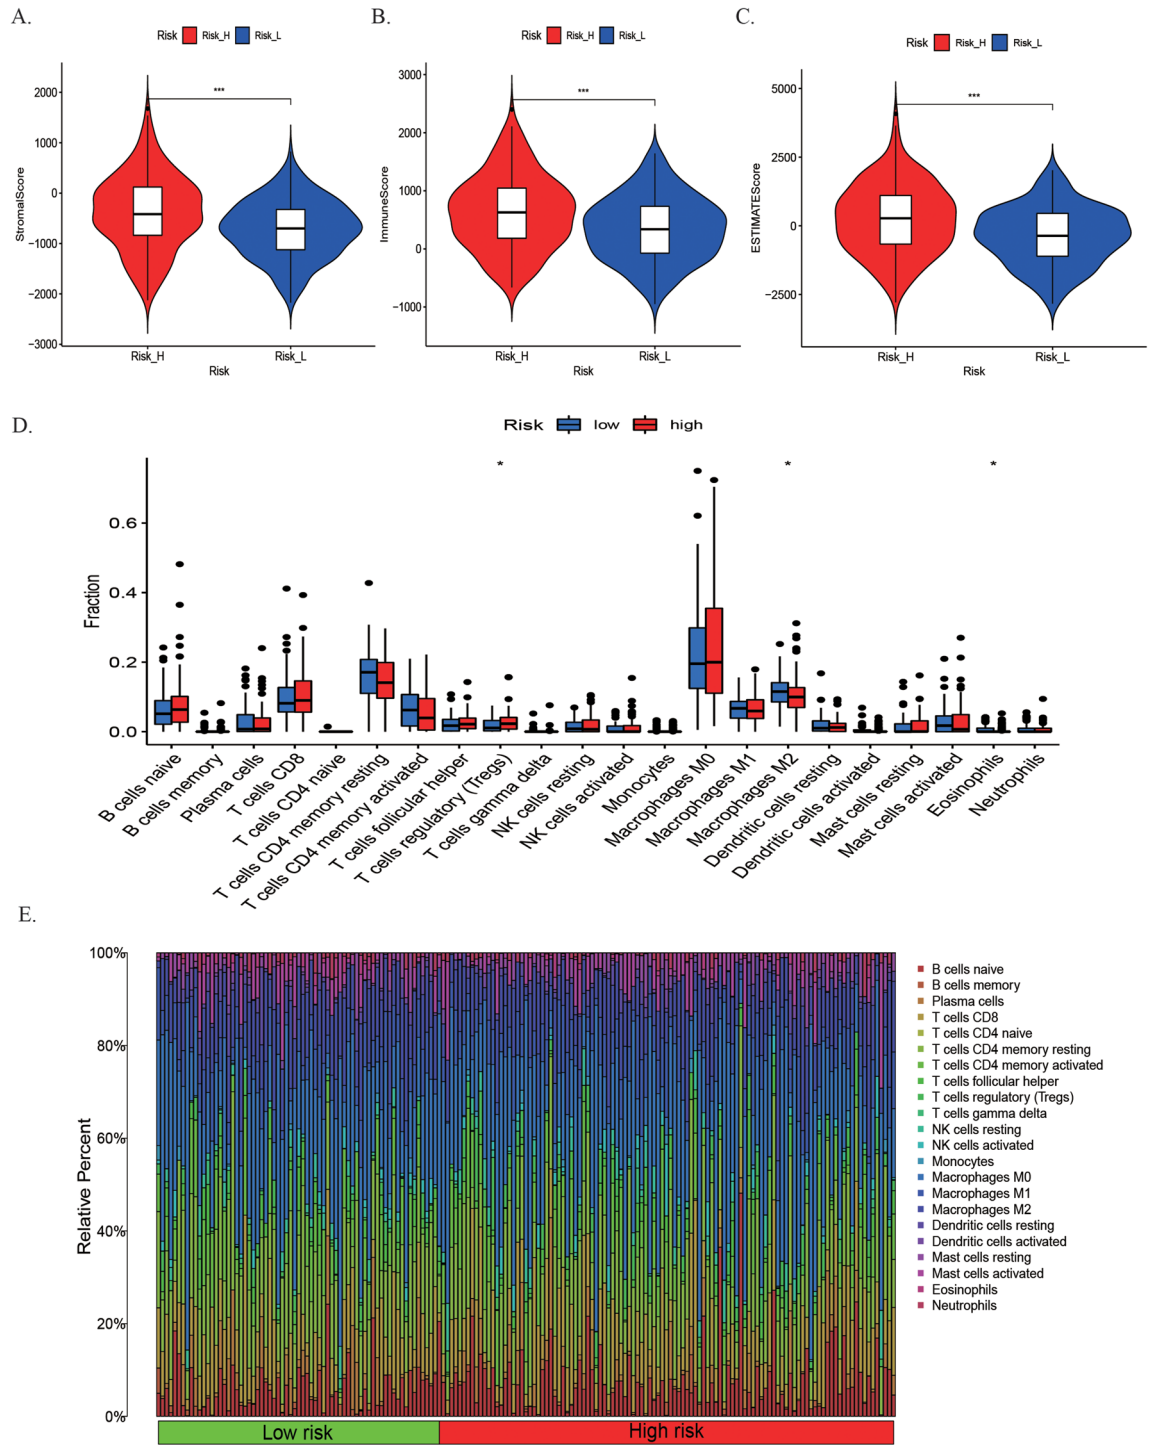 A.
Risk Risk_H Risk_L
***
2000
1000
0
−1000
−2000
−3000
StromalScore
Risk_H Risk_L
Risk
B.
Risk Risk_H Risk_L
***
3000
2000
1000
0
−1000
ImmuneScore
Risk_H Risk_L
Risk
C.
Risk Risk_H Risk_L
***
5000
2500
0
−2500
ESTIMATEScore
Risk_H Risk_L
Risk
D.
Risk low high
* * *
0.6
0.4
0.2
0.0
Fraction
B cells naive
B cells memory
Plasma cells
T cells CD8
T cells CD4 naive
T cells CD4 memory resting
T cells CD4 memory activated
T cells follicular helper
T cells regulatory (Tregs)
T cells gamma delta
NK cells resting
NK cells activated
Monocytes
Macrophages M0
Macrophages M1
Macrophages M2
Dendritic cells resting
Dendritic cells activated
Mast cells resting
Mast cells activated
Eosinophils
Neutrophils
E.
100%
80%
60%
40%
20%
0%
Relative Percent
Low risk High risk
B cells naive
B cells memory
Plasma cells
T cells CD8
T cells CD4 naive
T cells CD4 memory resting
T cells CD4 memory activated
T cells follicular helper
T cells regulatory (Tregs)
T cells gamma delta
NK cells resting
NK cells activated
Monocytes
Macrophages M0
Macrophages M1
Macrophages M2
Dendritic cells resting
Dendritic cells activated
Mast cells resting
Mast cells activated
Eosinophils
Neutrophils